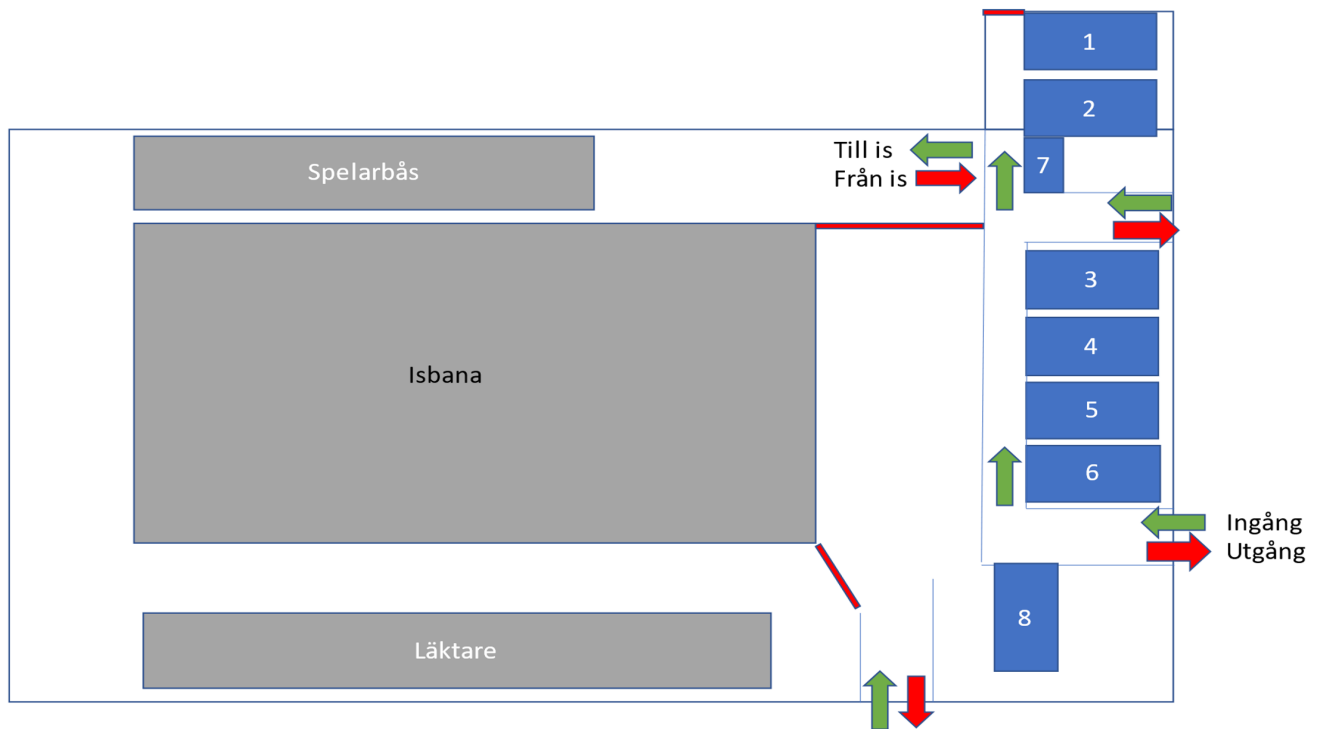 1
2
Spelarbås
Till is
Från is
7
3
4
Isbana
5
6
Ingång
Utgång
8
Läktare